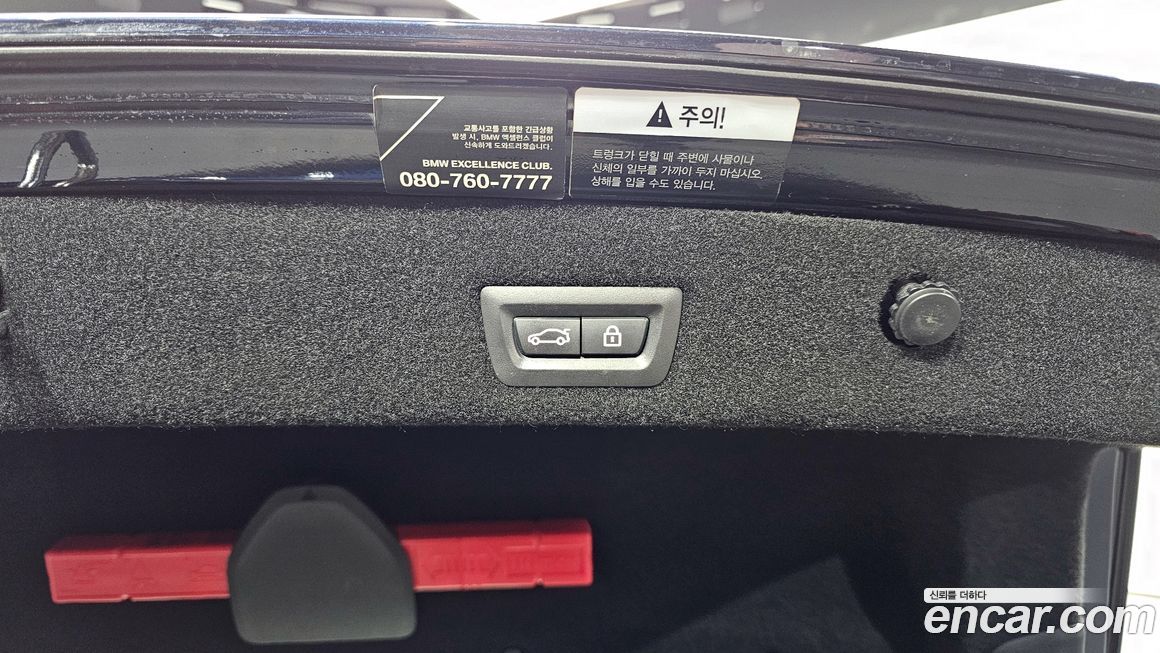 교통사고를 포함한 긴급상황
발생 시, BMW 엑셀런스 클럽이
신속하게 도와드리겠습니다.
BMW EXCELLENCE CLUB.
080-760-7777
주의!
트렁크가 닫힐 때 주변에 사물이나
신체의 일부를 가까이 두지 마십시오.
상해를 입을 수도 있습니다.
신뢰를 더하다
encar.com